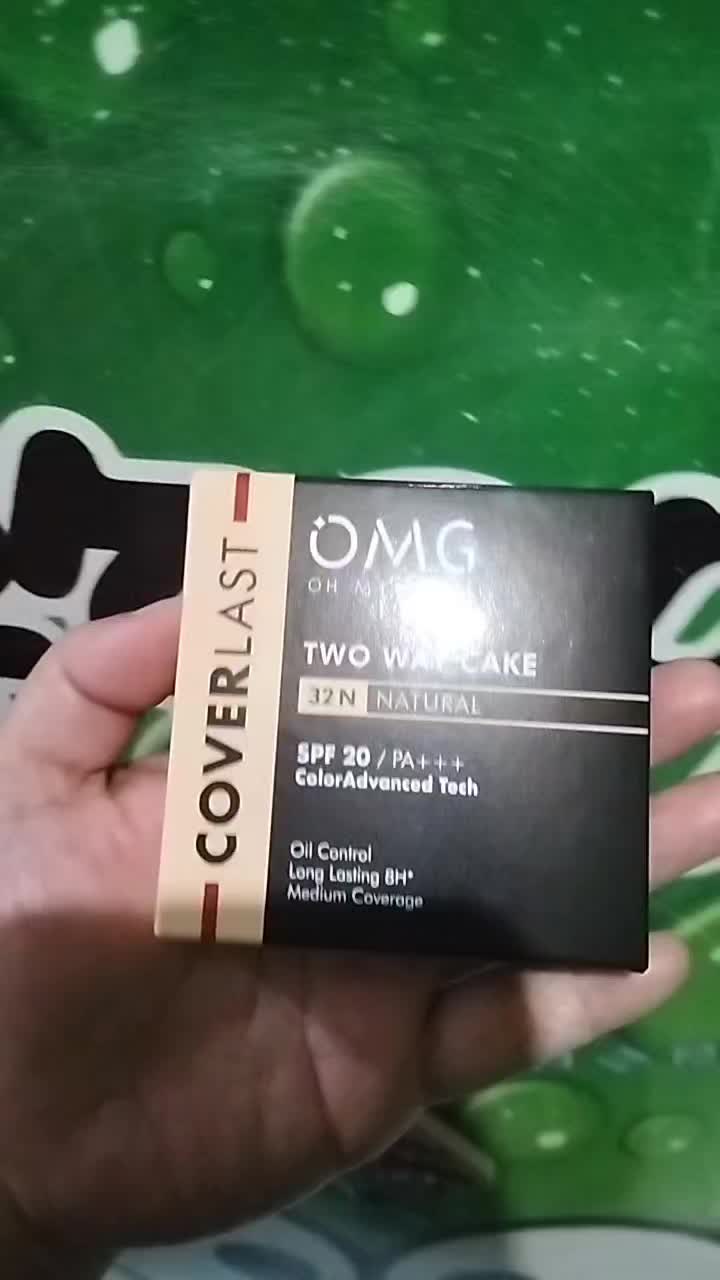 COVERLAST
OMG
OH M
TWO WAY CAKE
32 N NATURAL
SPF 20 / PA+++
ColorAdvanced Tech
Oil Control
Long Lasting 8H*
Medium Coverage